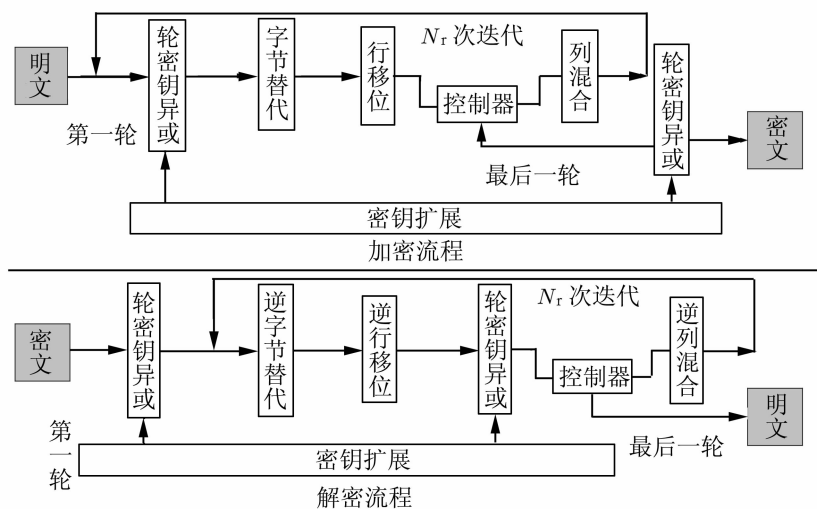 明文
第一轮
轮密钥异或
字节替代
行移位
N_r 次迭代
控制器
列混合
轮密钥异或
最后一轮
密文
密钥扩展
加密流程
密文
第一轮
轮密钥异或
逆字节替代
逆行移位
轮密钥异或
N_r 次迭代
控制器
逆列混合
明文
最后一轮
密钥扩展
解密流程